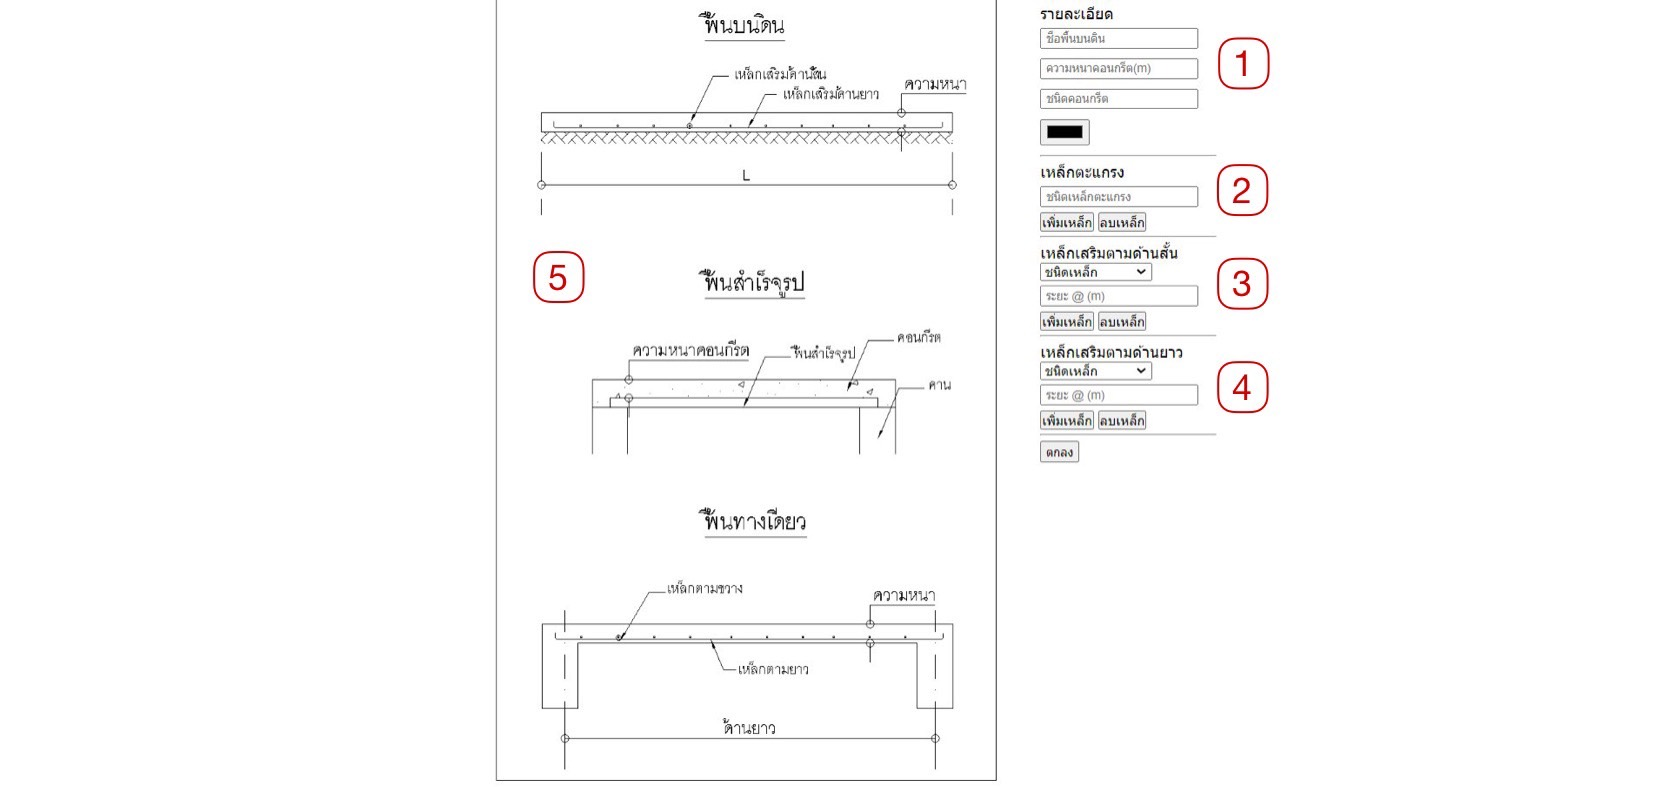 พื้นบนดิน
เหล็กเสริมด้านสั้น
เหล็กเสริมด้านยาว
ความหนา
L
5
พื้นสำเร็จรูป
ความหนาคอนกรีต
พื้นสำเร็จรูป
คอนกรีต
คาน
พื้นทางเดียว
เหล็กตามขวาง
ความหนา
เหล็กตามยาว
ด้านยาว
รายละเอียด
ชื่อพื้นบนดิน
ความหนาคอนกรีต(m)
ชนิดคอนกรีต
1
เหล็กตะแกรง
ชนิดเหล็กตะแกรง
เพิ่มเหล็ก ลบเหล็ก
2
เหล็กเสริมตามด้านสั้น
ชนิดเหล็ก
ระยะ @ (m)
เพิ่มเหล็ก ลบเหล็ก
3
เหล็กเสริมตามด้านยาว
ชนิดเหล็ก
ระยะ @ (m)
เพิ่มเหล็ก ลบเหล็ก
4
ตกลง